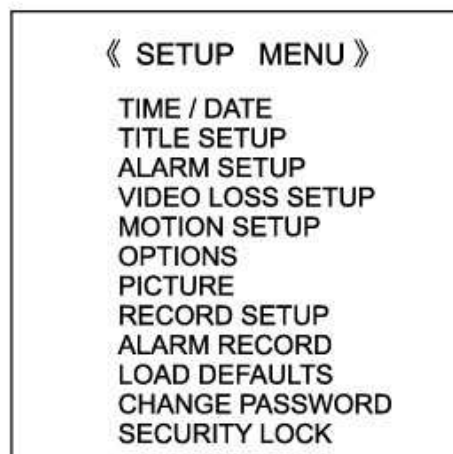 《 SETUP MENU 》
TIME / DATE
TITLE SETUP
ALARM SETUP
VIDEO LOSS SETUP
MOTION SETUP
OPTIONS
PICTURE
RECORD SETUP
ALARM RECORD
LOAD DEFAULTS
CHANGE PASSWORD
SECURITY LOCK